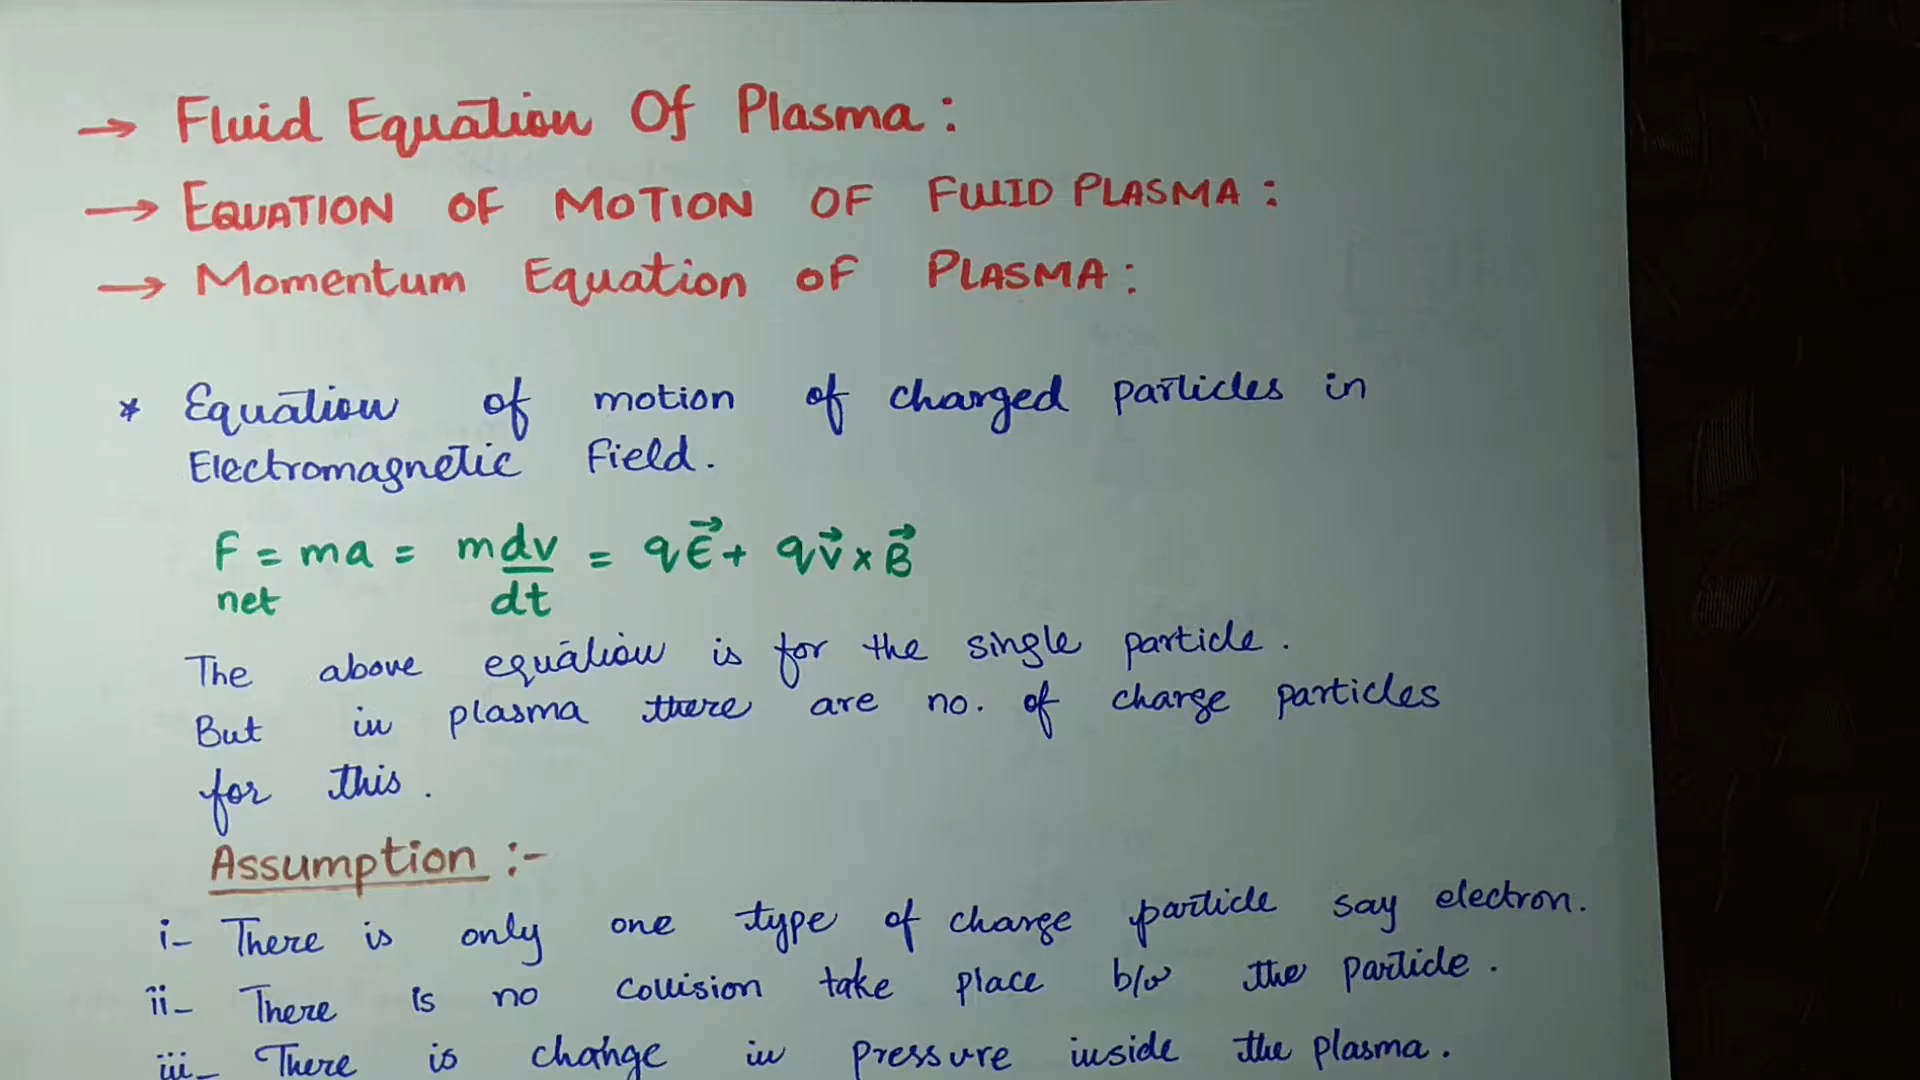 → Fluid Equation Of Plasma:
→ EQUATION OF MOTION OF FLUID PLASMA:
→ Momentum Equation OF PLASMA:
* Equation of motion of charged particles in
Electromagnetic Field.
F = ma = mdv = q\vec{E} + q\vec{v} × \vec{B}
net dt
The above equation is for the single particle.
But in plasma there are no. of charge particles
for this.
Assumption :-
i- There is only one type of charge particle say electron.
ii- There is no collision take place b/w the particle.
iii- There is change in pressure inside the plasma.